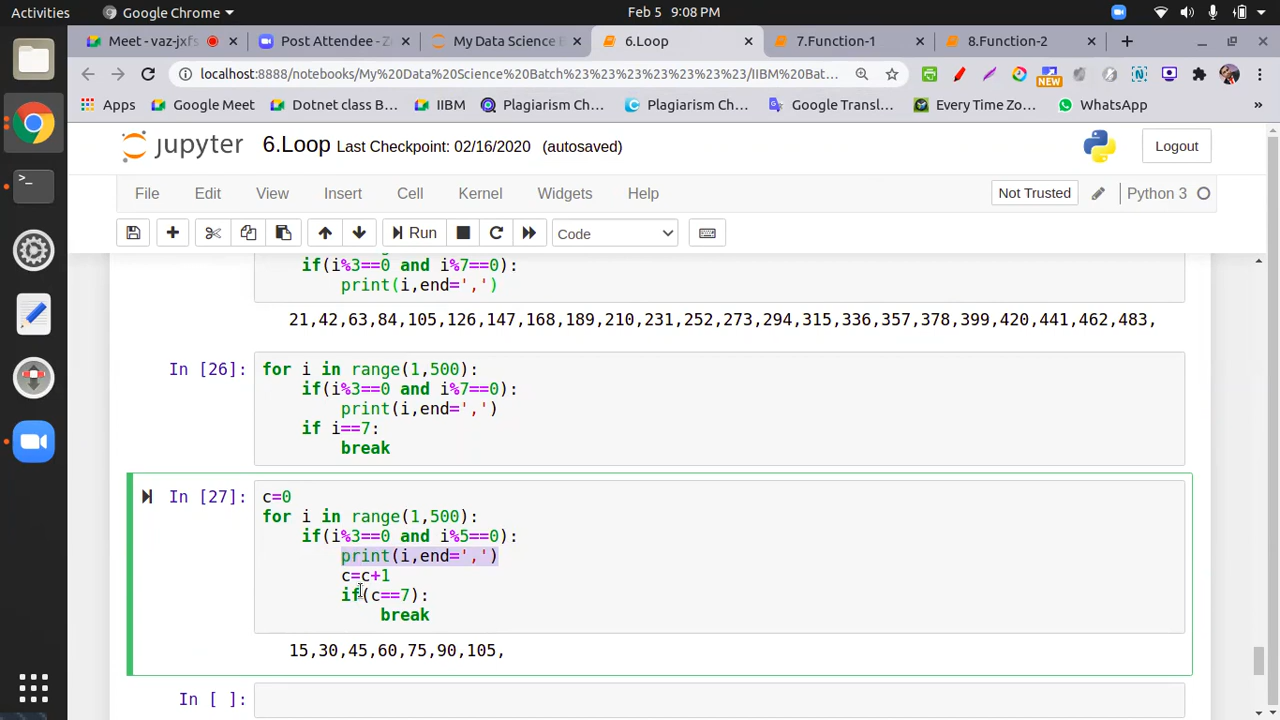 Activities
Google Chrome
Feb 5 9:08 PM
Meet - vaz-jxfs
Post Attendee - Z
My Data Science B
6.Loop
7.Function-1
8.Function-2
localhost:8888/notebooks/My%20Data%20Science%20Batch%23%23%23%23%23%23%23/IIBM%20Bat...
NEW
Apps
Google Meet
Dotnet class B...
IIBM
Plagiarism Ch...
Plagiarism Ch...
Google Transl...
Every Time Zo...
WhatsApp
»
jupyter 6.Loop Last Checkpoint: 02/16/2020 (autosaved)
Logout
File Edit View Insert Cell Kernel Widgets Help
Not Trusted
Python 3
Run
Code
if(i%3==0 and i%7==0):
print(i,end=',')
21,42,63,84,105,126,147,168,189,210,231,252,273,294,315,336,357,378,399,420,441,462,483,
In [26]: for i in range(1,500):
if(i%3==0 and i%7==0):
print(i,end=',')
if i==7:
break
In [27]: c=0
for i in range(1,500):
if(i%3==0 and i%5==0):
print(i,end=',')
c=c+1
if(c==7):
break
15,30,45,60,75,90,105,
In [ ]: